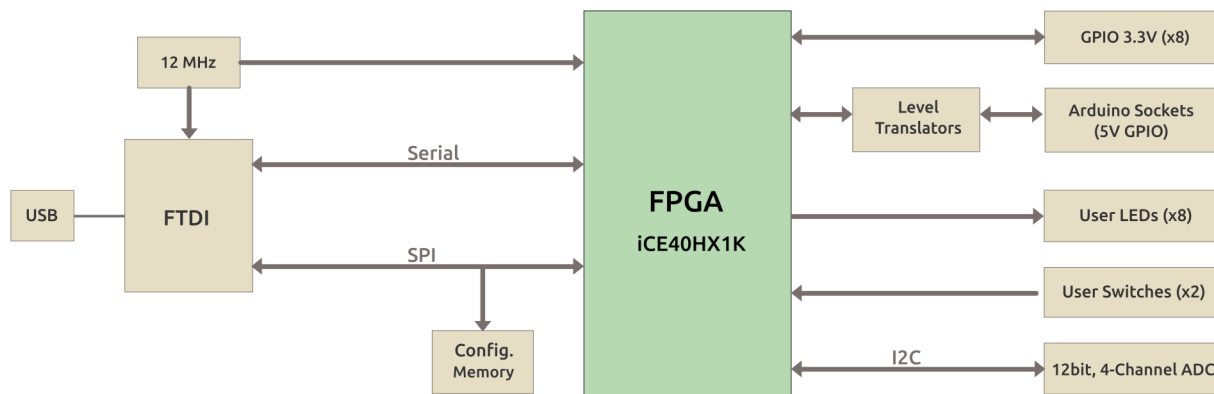 12 MHz
GPIO 3.3V (x8)
Level
Translators
Arduino Sockets
(5V GPIO)
Serial
USB
FTDI
FPGA
iCE40HX1K
User LEDs (x8)
SPI
User Switches (x2)
Config.
Memory
I2C
12bit, 4-Channel ADC